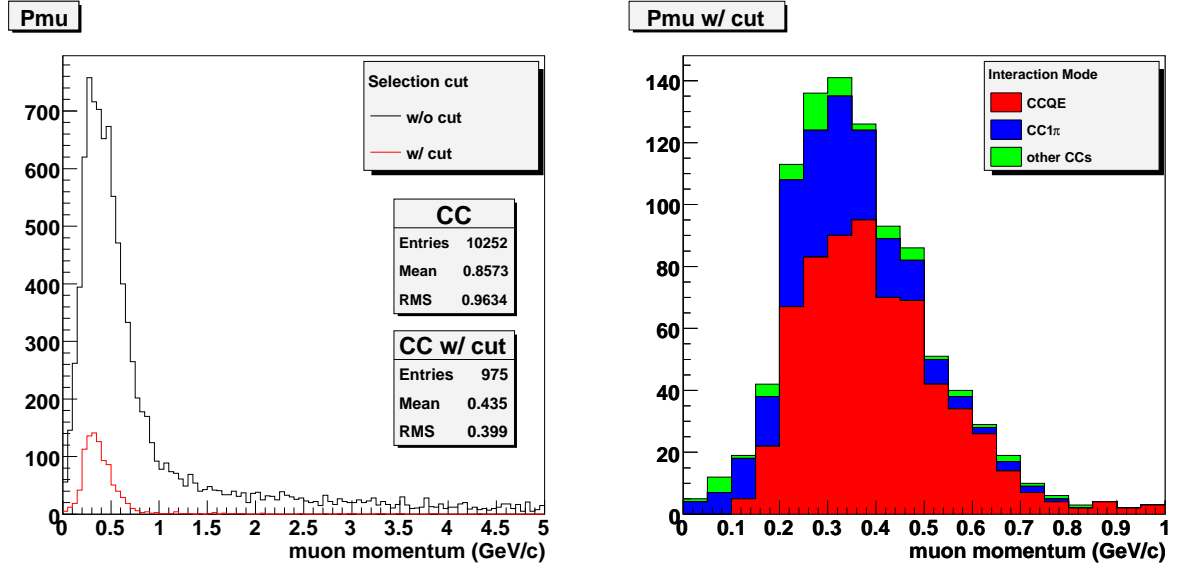 Pmu
Selection cut
w/o cut
w/ cut
CC
Entries 10252
Mean 0.8573
RMS 0.9634
CC w/ cut
Entries 975
Mean 0.435
RMS 0.399
700
600
500
400
300
200
100
0
0 0.5 1 1.5 2 2.5 3 3.5 4 4.5 5
muon momentum (GeV/c)
Pmu w/ cut
Interaction Mode
CCQE
CC1π
other CCs
140
120
100
80
60
40
20
0
0 0.1 0.2 0.3 0.4 0.5 0.6 0.7 0.8 0.9 1
muon momentum (GeV/c)